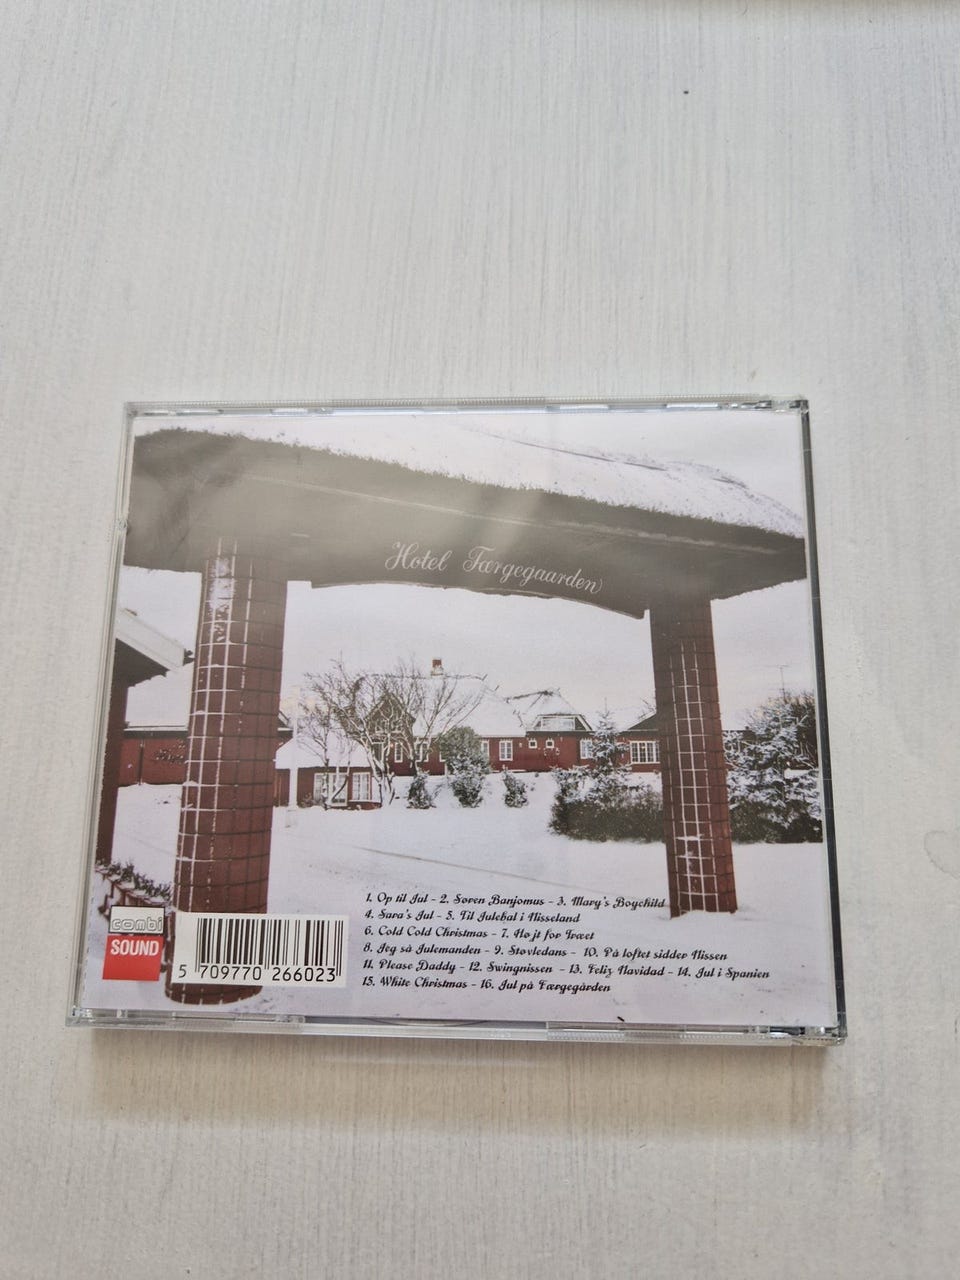 Hotel Færgegaarden
1. Op til Jul - 2. Søren Banjomus - 3. Mary's Boychild
4. Sara's Jul - 5. Til Julebal i Nisseland
6. Cold Cold Christmas - 7. Højt for Træet
8. Jeg så Julemanden - 9. Støvledans - 10. På loftet sidder Nissen
11. Please Daddy - 12. Swingnissen - 13. Feliz Navidad - 14. Jul i Spanien
15. White Christmas - 16. Jul på Færgegården
combi
SOUND
5 709770 266023